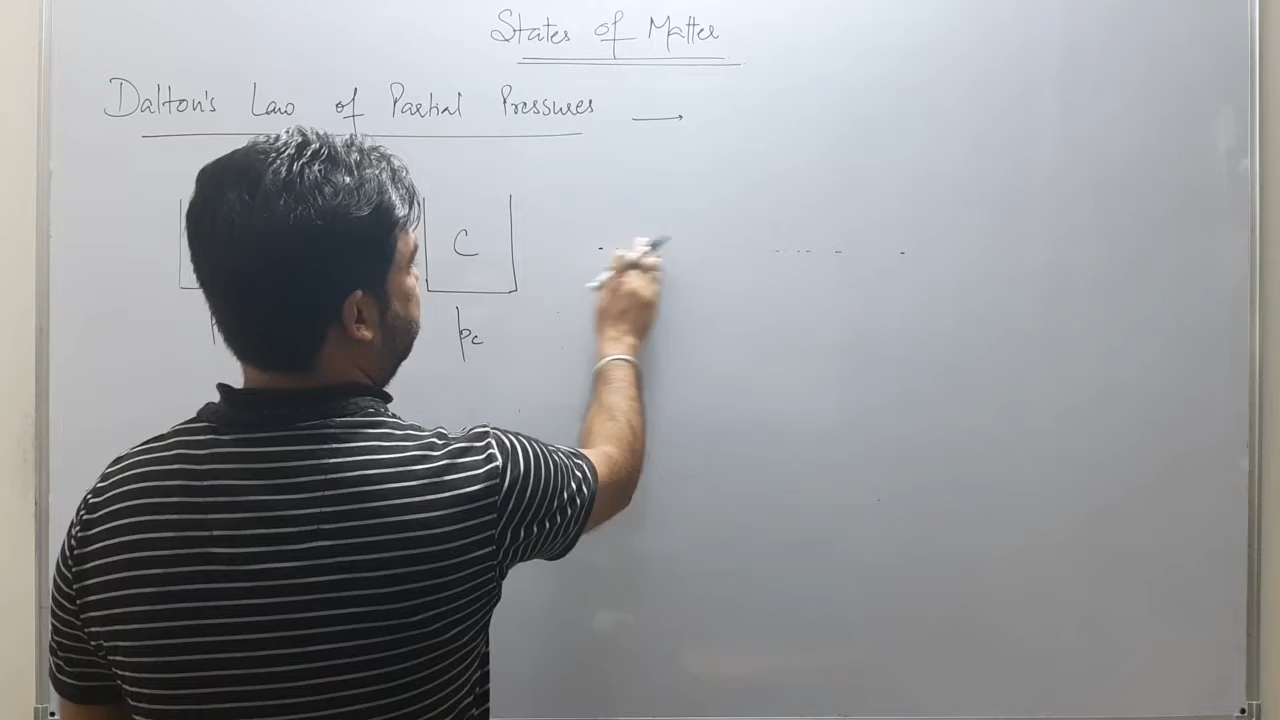 States of Matter
Dalton's Law of Partial Pressures →
C
pc